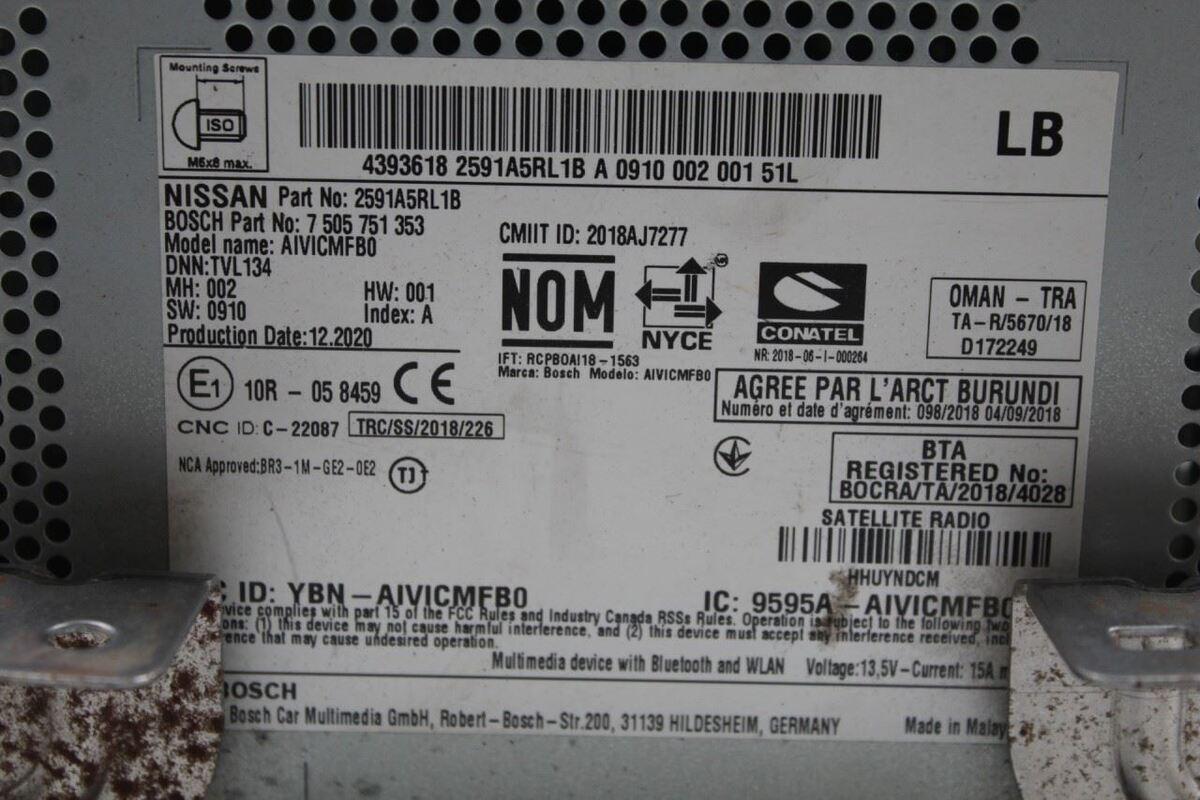 Mounting Screws
L
ISO
M5x8 max.
4393618 2591A5RL1B A 0910 002 001 51L
LB
NISSAN Part No: 2591A5RL1B
BOSCH Part No: 7 505 751 353
Model name: AIVICMFB0
DNN:TVL134
MH: 002 HW: 001
SW: 0910 Index: A
Production Date:12.2020
CMIIT ID: 2018AJ7277
NOM
NYCE
IFT: RCPBOAI18-1563
Marca: Bosch Modelo: AIVICMFB0
CONATEL
NR: 2018-06-I-000264
OMAN - TRA
TA-R/5670/18
D172249
E1 10R - 05 8459 CE
CNC ID: C-22087 TRC/SS/2018/226
NCA Approved:BR3-1M-GE2-0E2 TJ
AGREE PAR L'ARCT BURUNDI
Numéro et date d'agrément: 098/2018 04/09/2018
BTA
REGISTERED No:
BOCRA/TA/2018/4028
SATELLITE RADIO
HHUYNDCM
C ID: YBN-AIVICMFB0 IC: 9595A-AIVICMFB0
vice complies with part 15 of the FCC Rules and Industry Canada RSSs Rules. Operation is subject to the following two
ons: (1) this device may not cause harmful interference, and (2) this device must accept any interference received, incl
rence that may cause undesired operation.
Multimedia device with Bluetooth and WLAN Voltage:13,5V-Current: 15A m
BOSCH
Bosch Car Multimedia GmbH, Robert-Bosch-Str.200, 31139 HILDESHEIM, GERMANY Made in Malay